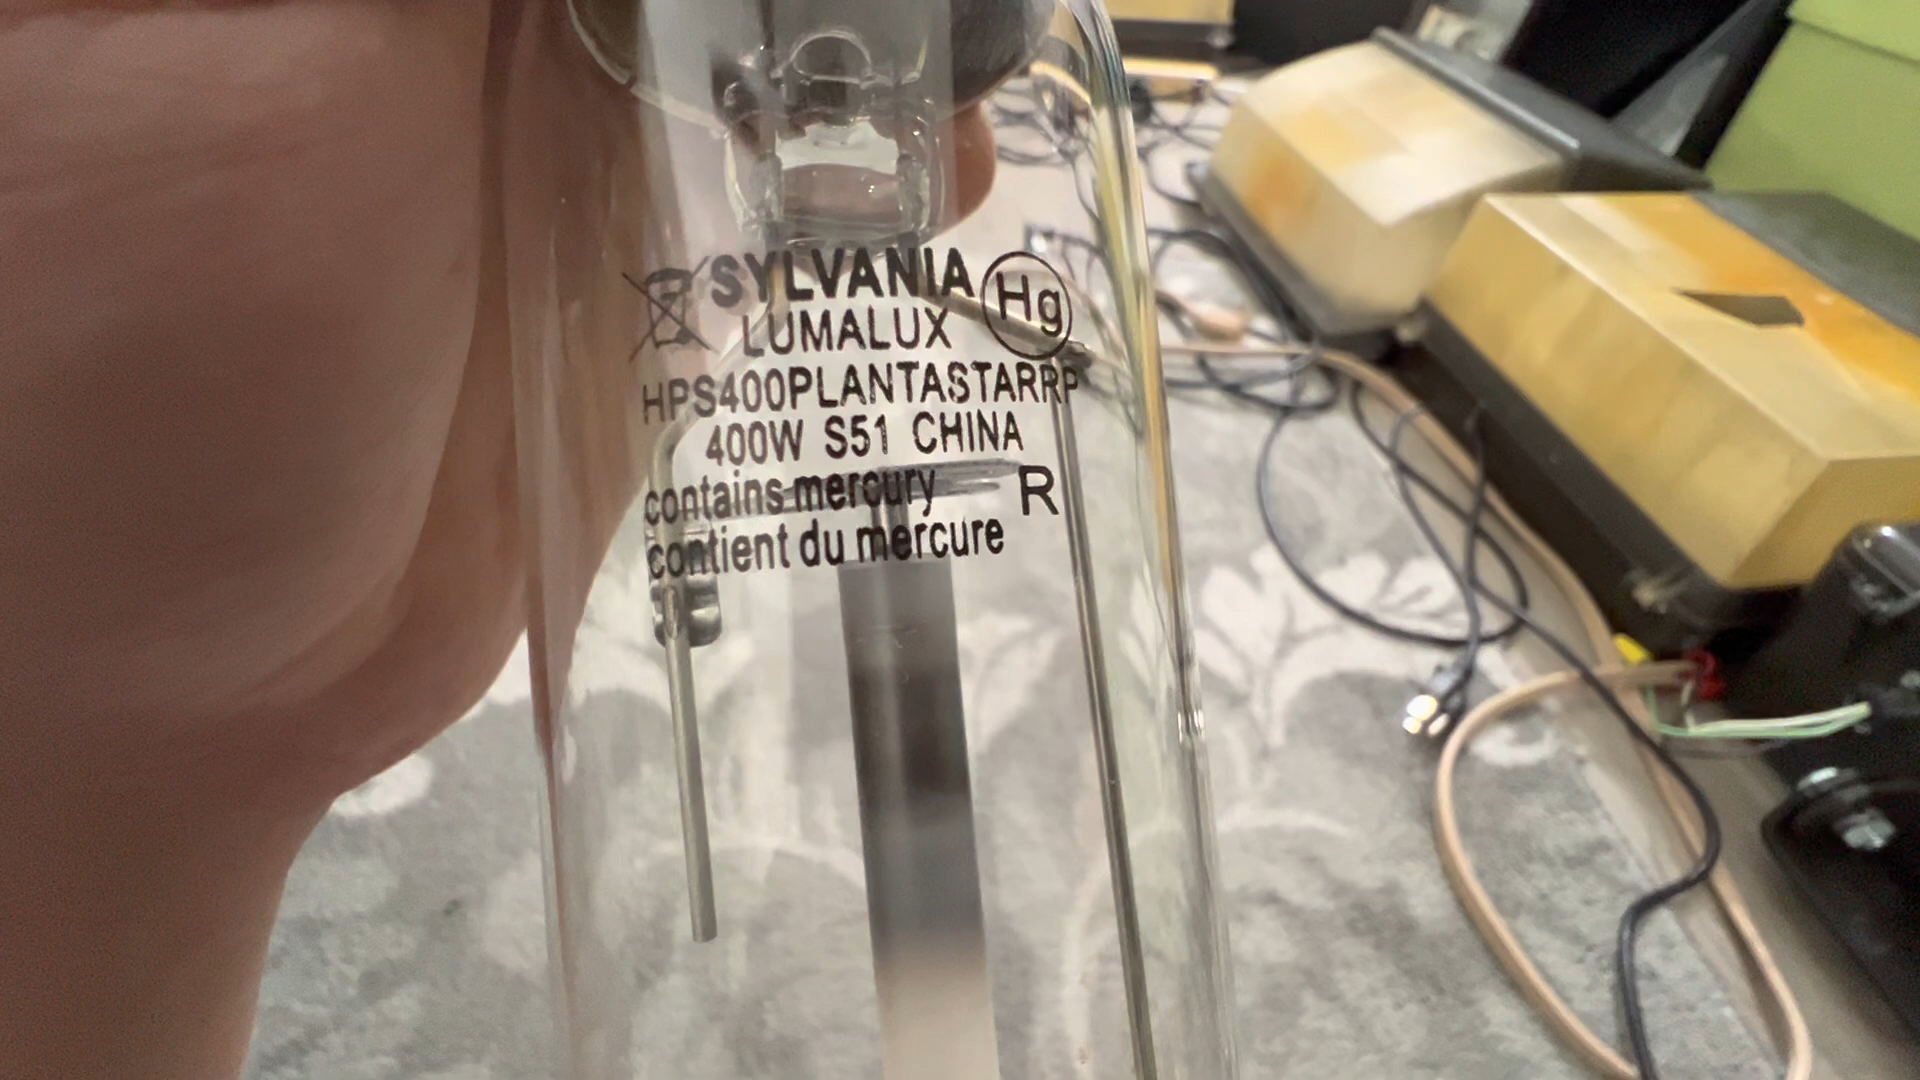 SYLVANIA Hg
LUMALUX
HPS400PLANTASTARRP
400W S51 CHINA
contains mercury R
contient du mercure